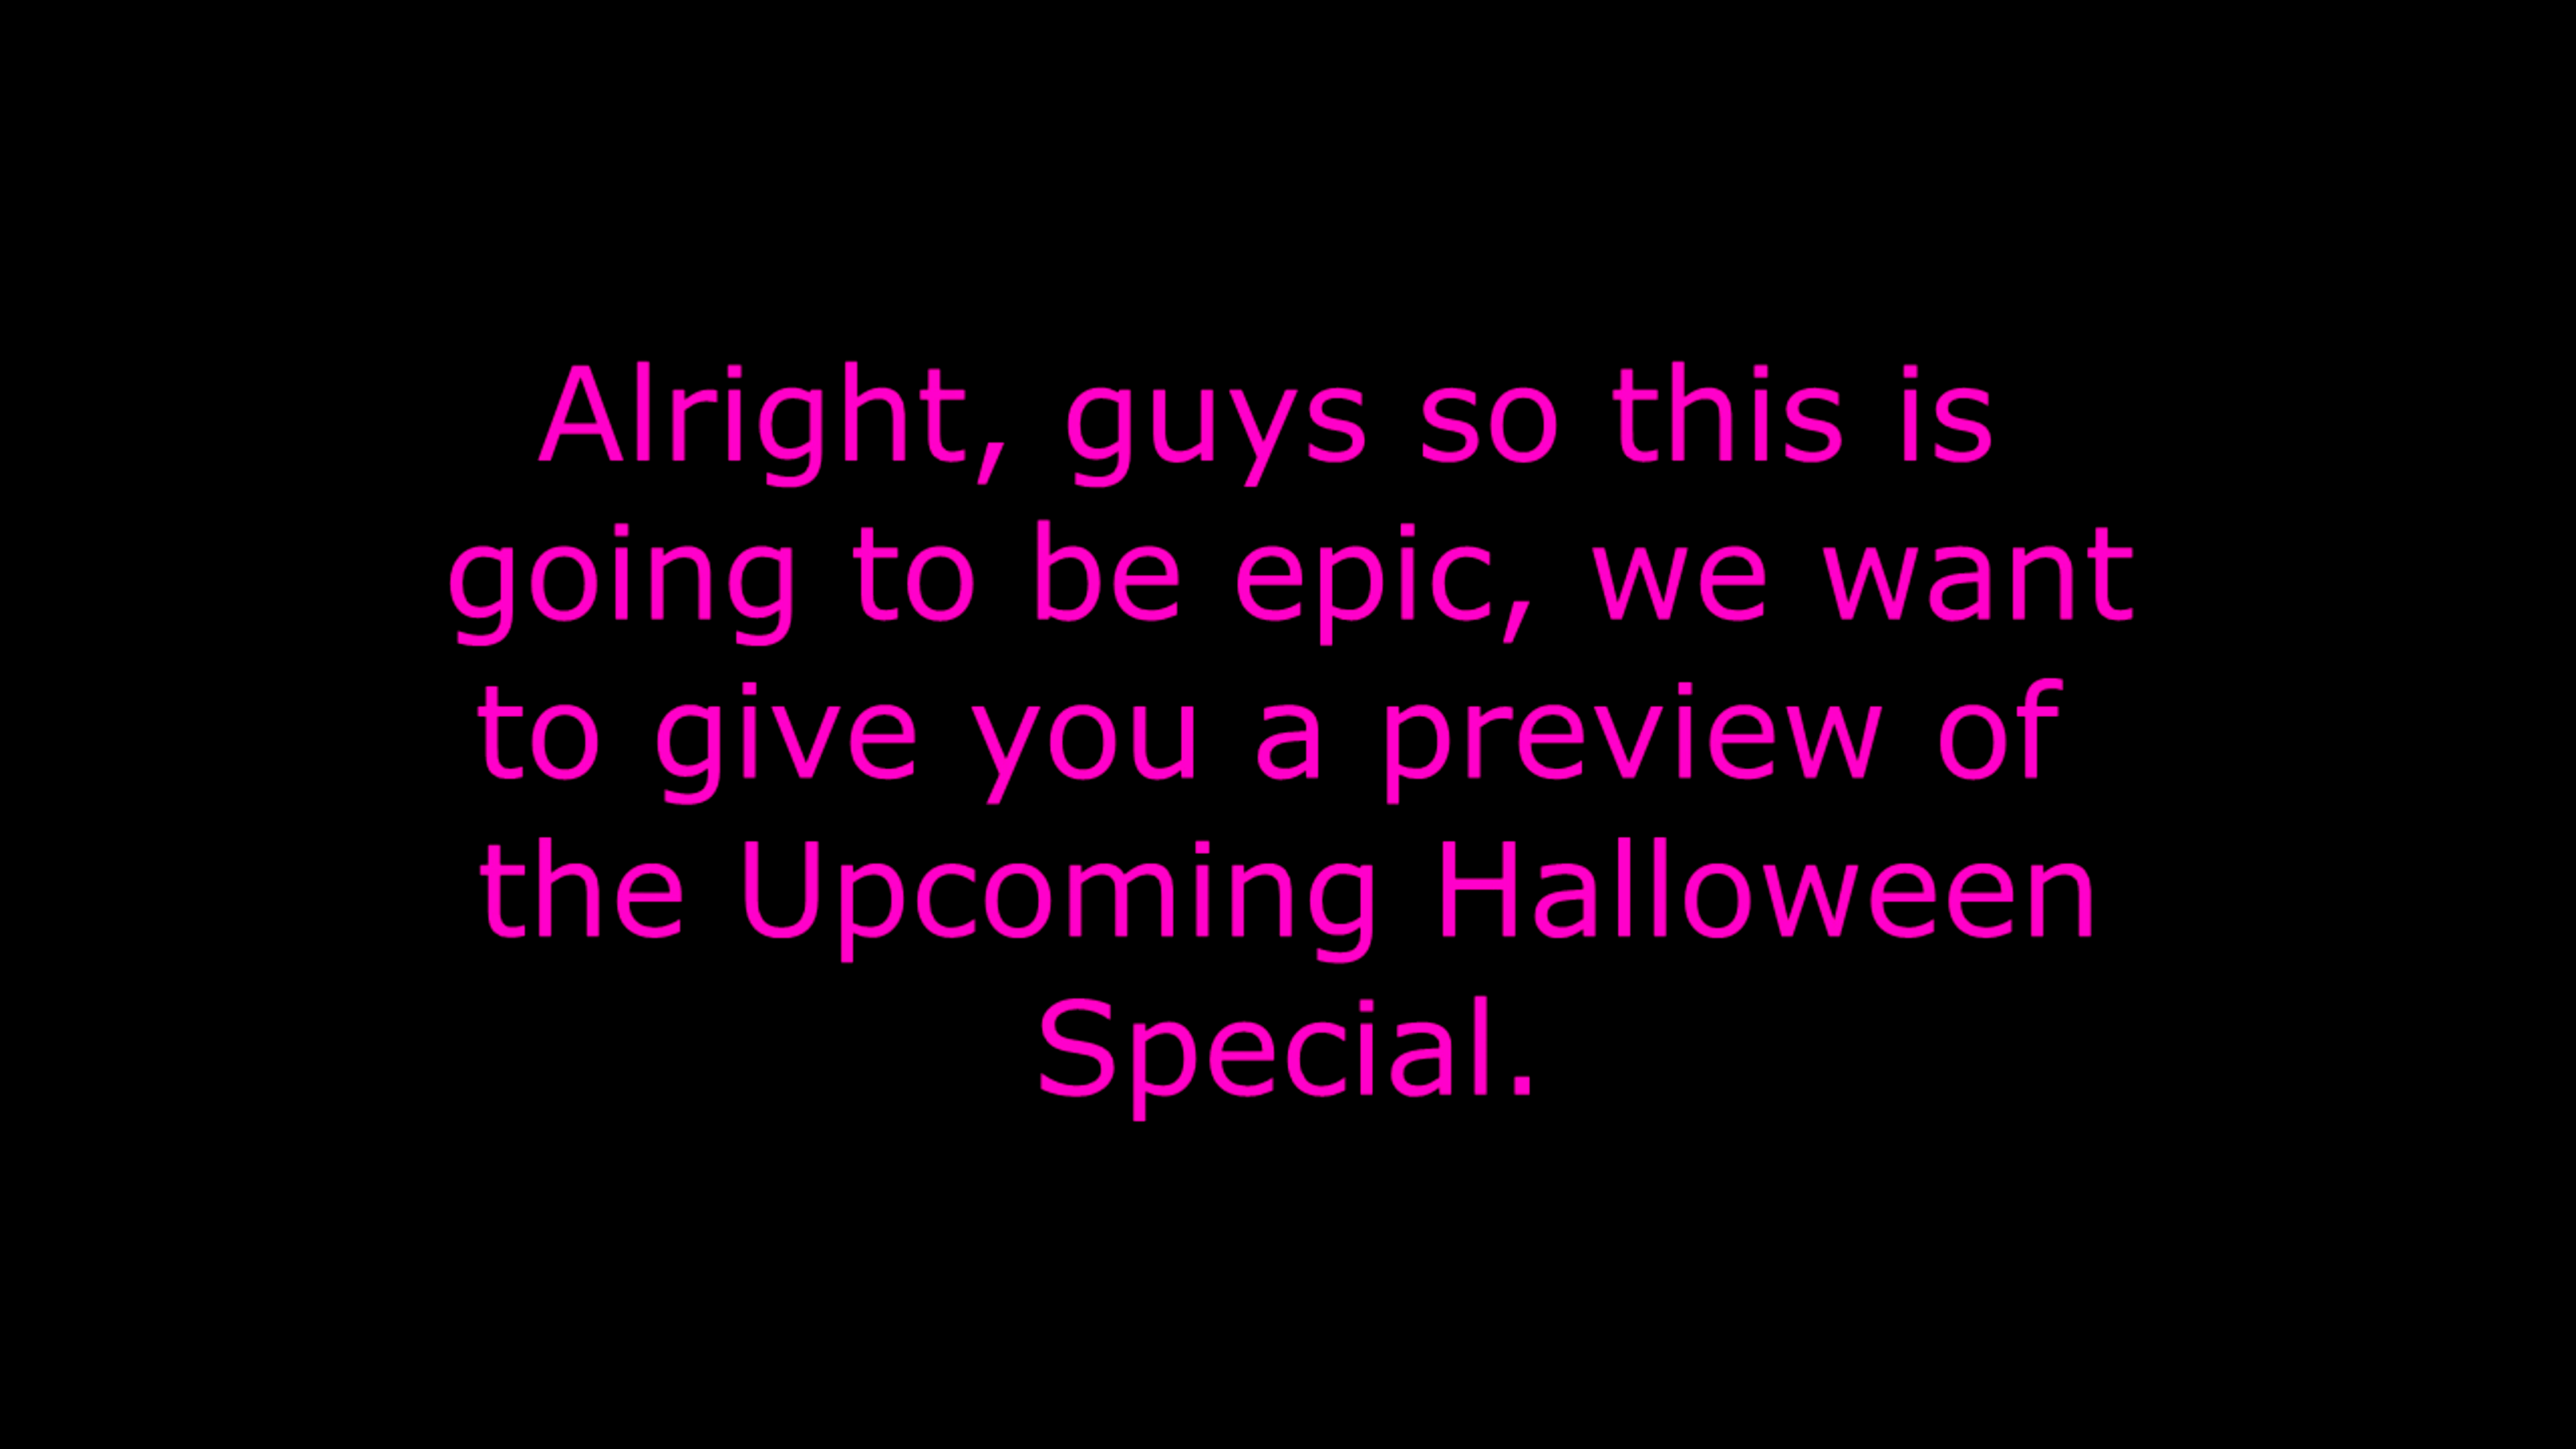 Alright, guys so this is
going to be epic, we want
to give you a preview of
the Upcoming Halloween
Special.